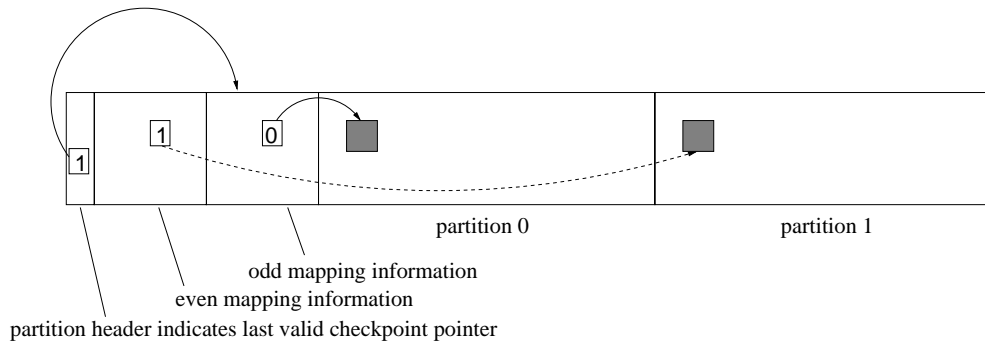 1
1
0
partition 0
partition 1
odd mapping information
even mapping information
partition header indicates last valid checkpoint pointer